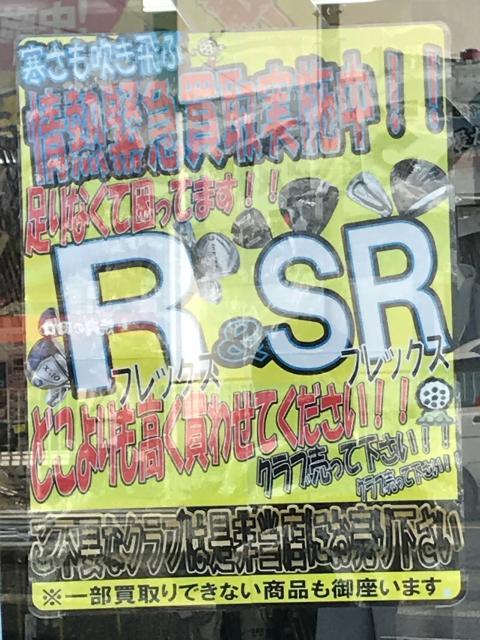 寒さも吹き飛ぶ
情熱緊急買取実施中!!
足りなくて困ってます!!
R&SR
フレックス フレックス
どこよりも高く買わせてください!!
クラブ売って下さい!!
クラブ売って下さい!!
ご不要なクラブは是非当店にお売り下さい
※一部買取りできない商品も御座います